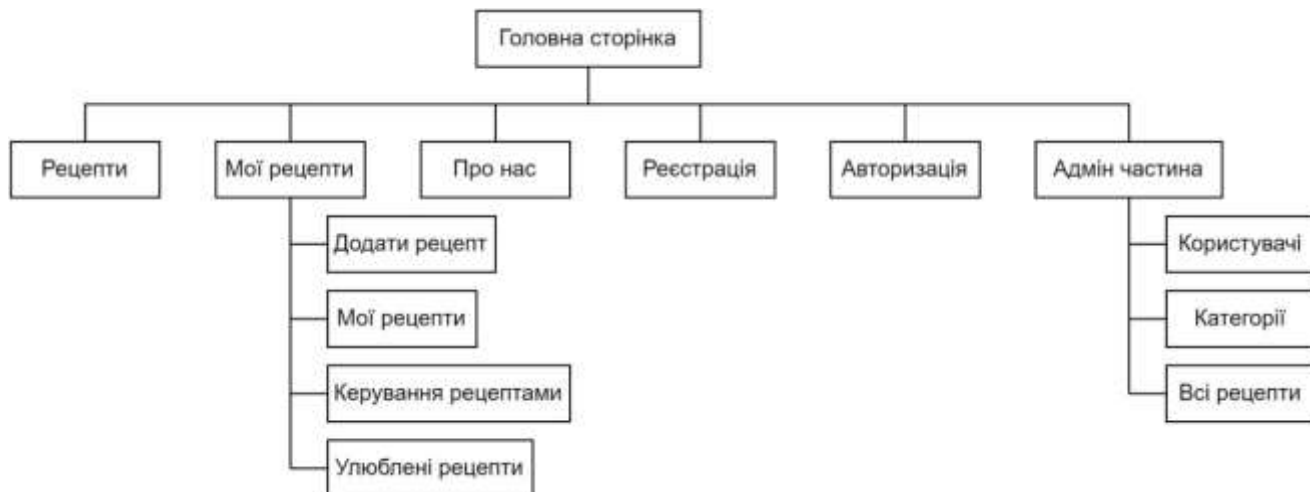 Головна сторінка
Рецепти
Мої рецепти
Про нас
Реєстрація
Авторизація
Адмін частина
Додати рецепт
Мої рецепти
Керування рецептами
Улюблені рецепти
Користувачі
Категорії
Всі рецепти